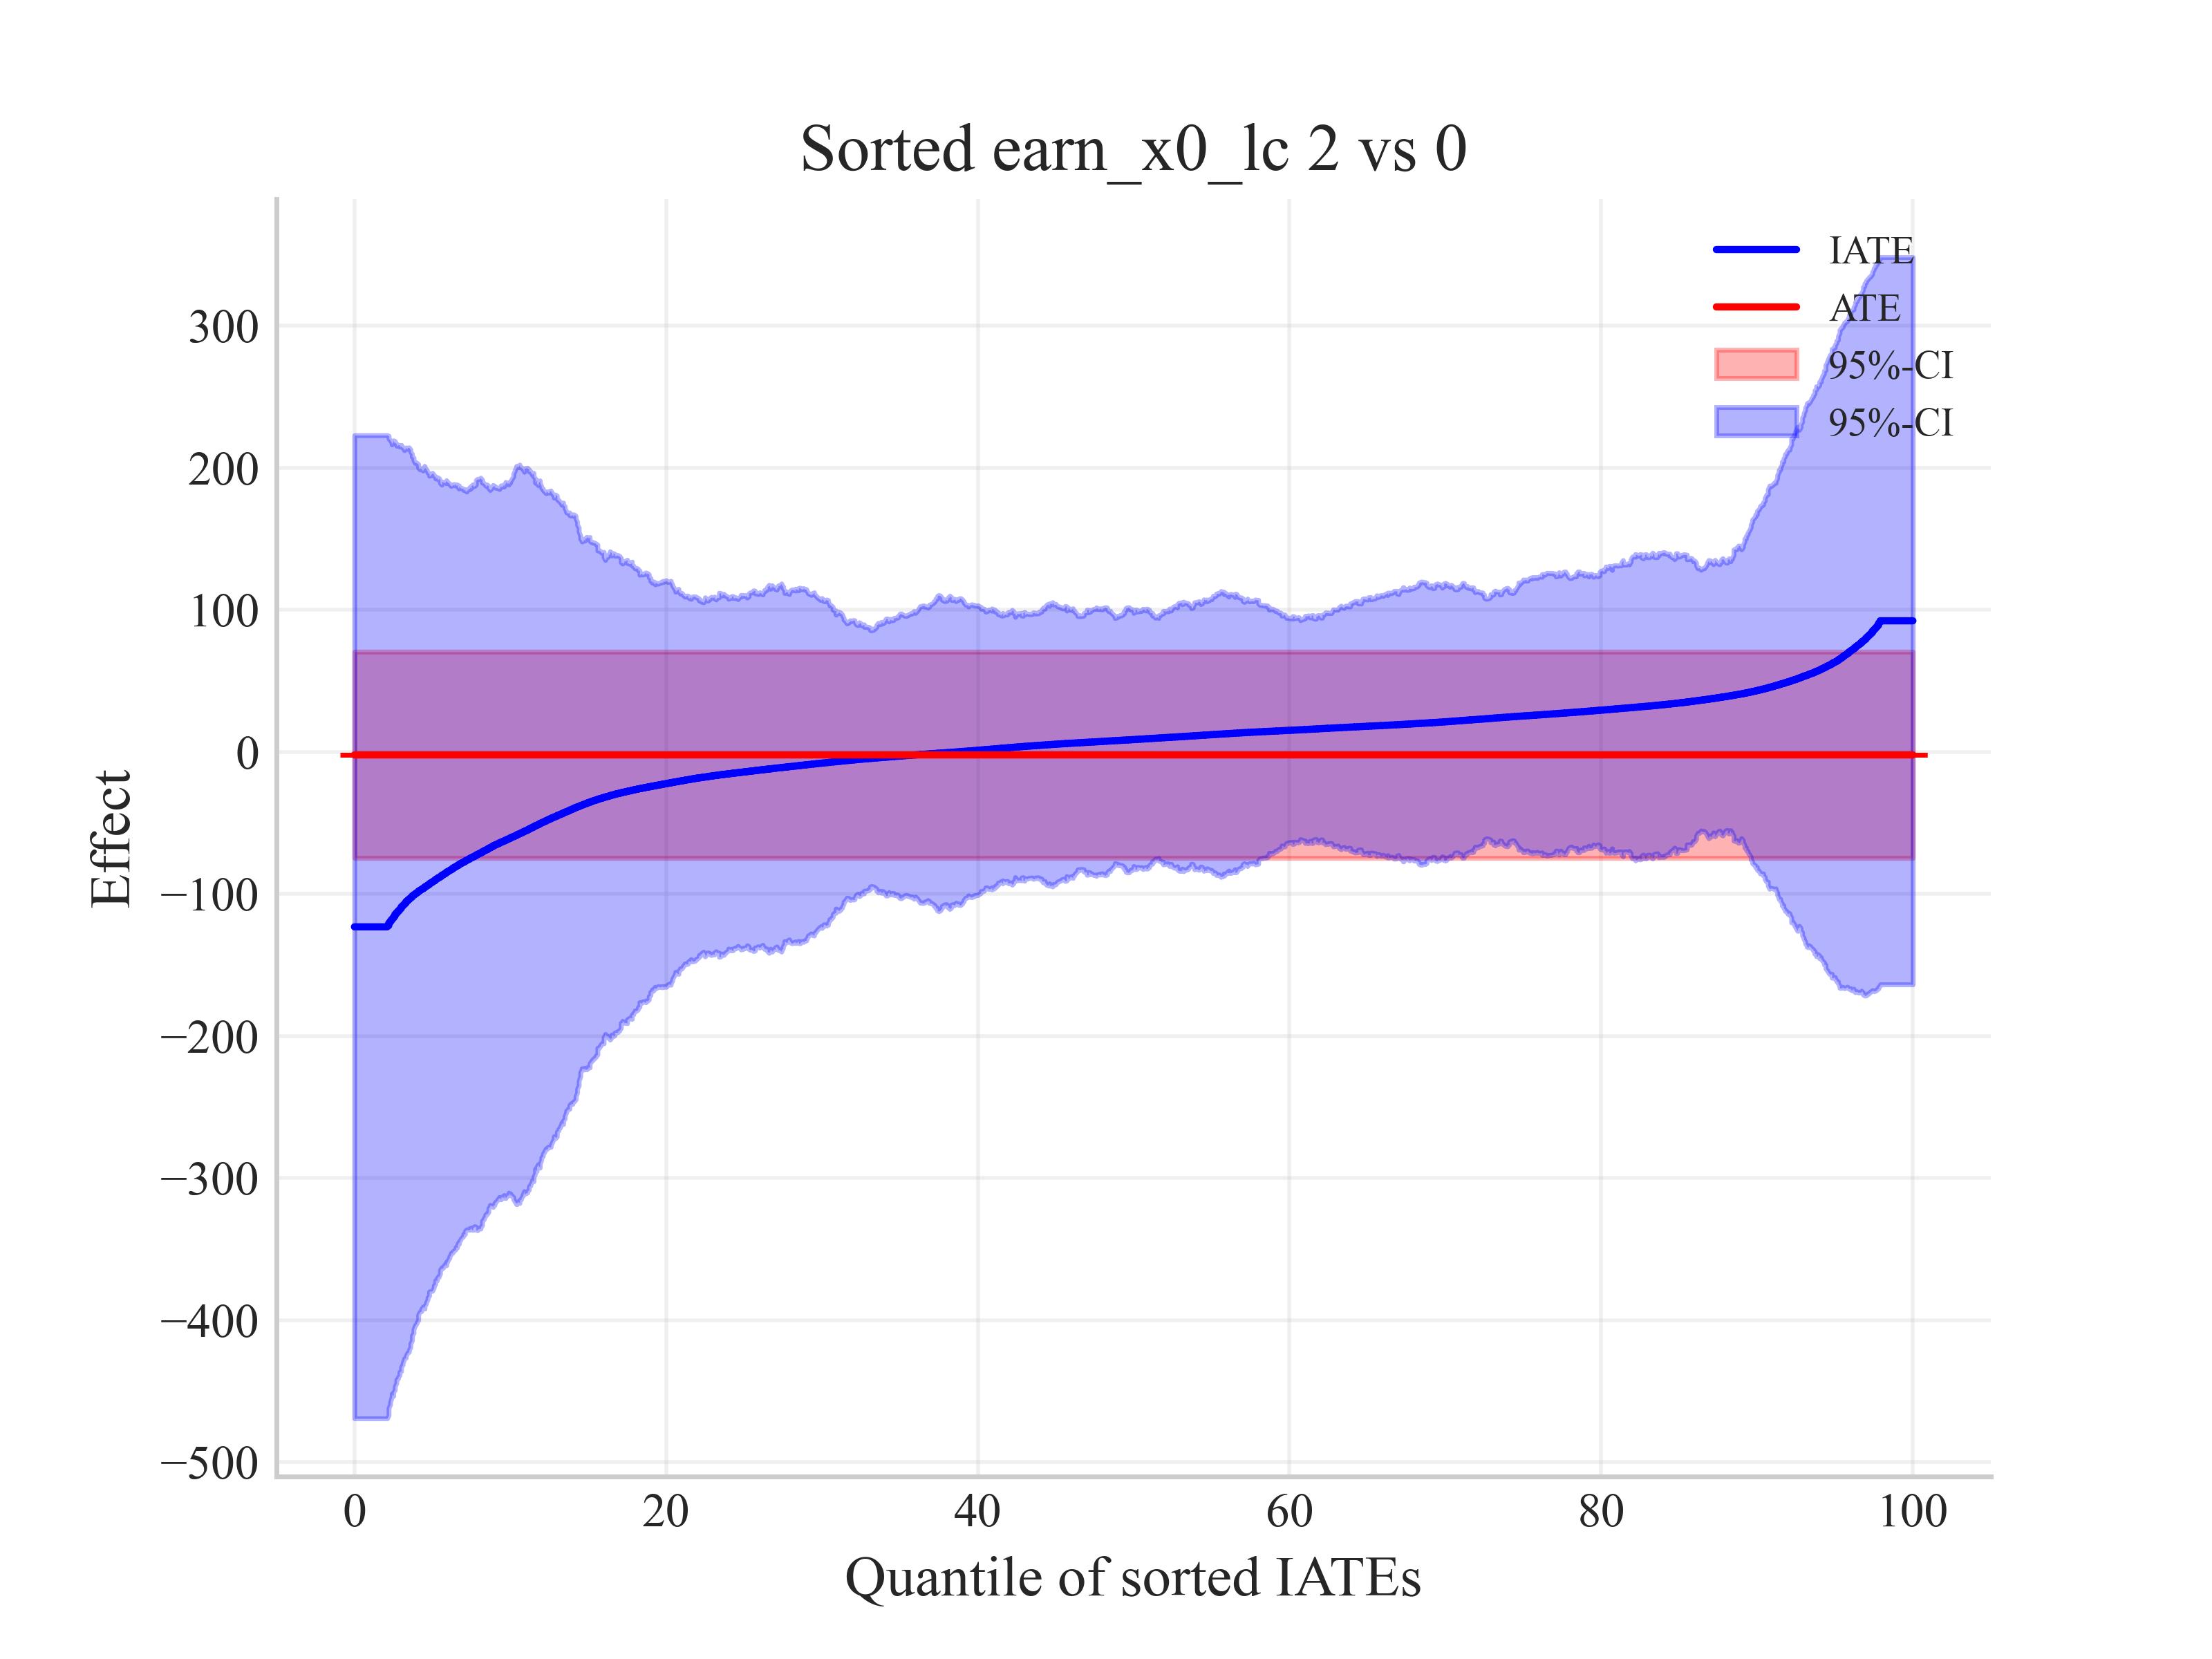 Sorted earn_x0_lc 2 vs 0
IATE
ATE
95%-CI
95%-CI
300
200
100
0
−100
−200
−300
−400
−500
Effect
0 20 40 60 80 100
Quantile of sorted IATEs